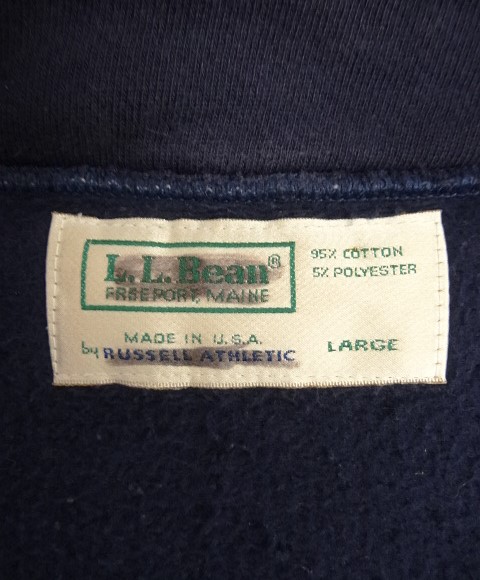 L.L.Bean®
FREEPORT, MAINE
95% COTTON
5% POLYESTER
MADE IN U.S.A.
by RUSSELL ATHLETIC
LARGE